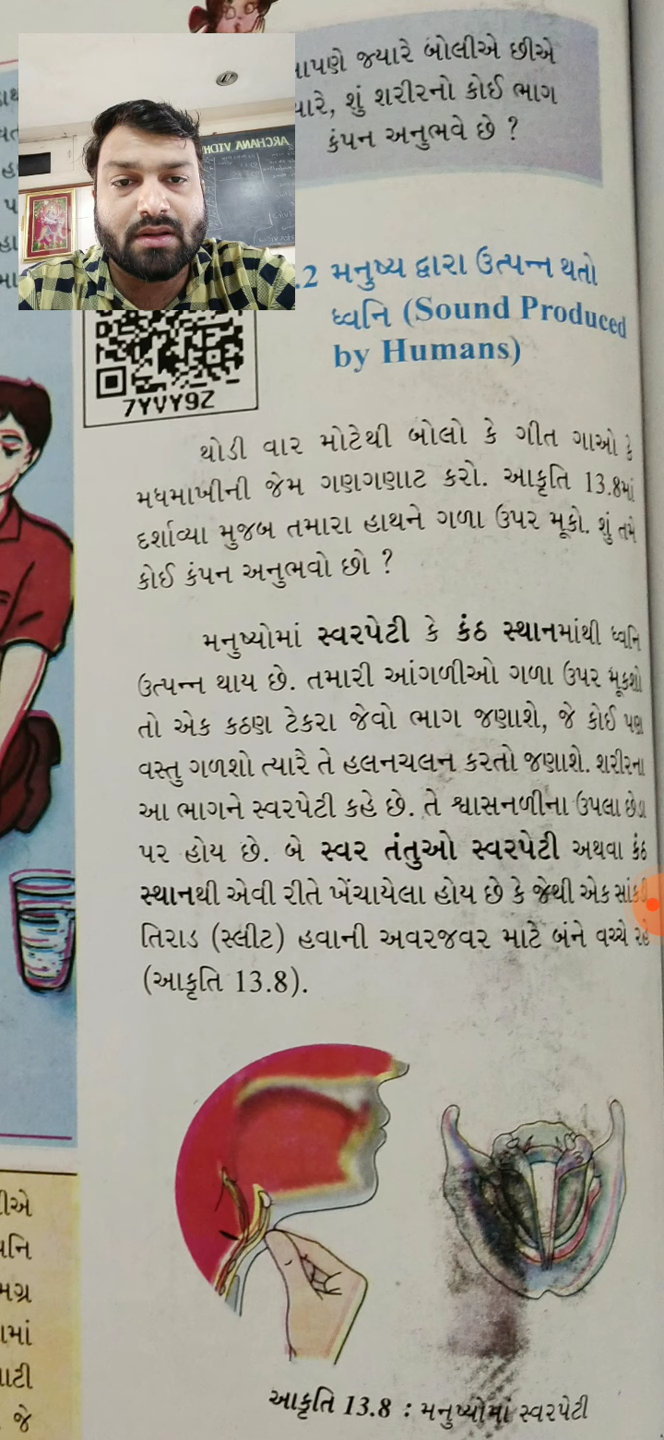 જ્યારે બોલીએ છીએ
શું શરીરનો કોઈ ભાગ
કંપન અનુભવે છે ?
ARCHANA
.2 મનુષ્ય દ્વારા ઉત્પન્ન થતો
ધ્વનિ (Sound Produced
by Humans)
7YVY9Z
થોડી વાર મોટેથી બોલો કે ગીત ગાઓ કે
મધમાખીની જેમ ગણગણાટ કરો. આકૃતિ 13.8માં
દર્શાવ્યા મુજબ તમારા હાથને ગળા ઉપર મૂકો. શું તમે
કોઈ કંપન અનુભવો છો ?
મનુષ્યોમાં સ્વરપેટી કે કંઠ સ્થાનમાંથી ધ્વનિ
ઉત્પન્ન થાય છે. તમારી આંગળીઓ ગળા ઉપર મૂકશો
તો એક કઠણ ટેકરા જેવો ભાગ જણાશે, જે કોઈ પણ
વસ્તુ ગળશો ત્યારે તે હલનચલન કરતો જણાશે. શરીરના
આ ભાગને સ્વરપેટી કહે છે. તે શ્વાસનળીના ઉપલા છેડા
પર હોય છે. બે સ્વર તંતુઓ સ્વરપેટી અથવા કંઠ
સ્થાનથી એવી રીતે ખેંચાયેલા હોય છે કે જેથી એક સાંકડી
તિરાડ (સ્લીટ) હવાની અવરજવર માટે બંને વચ્ચે રહે
(આકૃતિ 13.8).
આકૃતિ 13.8 : મનુષ્યોમાં સ્વરપેટી
જે